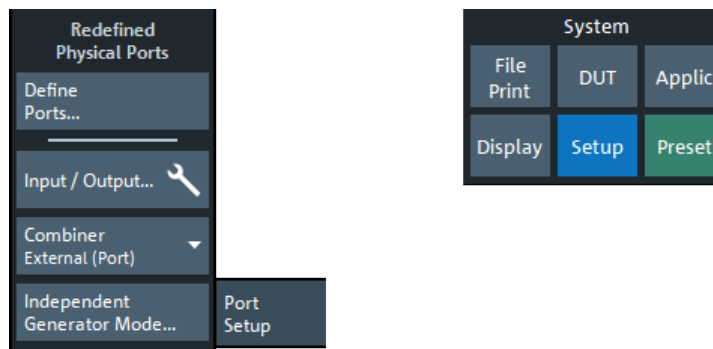 Redefined
Physical Ports
Define
Ports...
Input / Output...
Combiner
External (Port)
Independent
Generator Mode...
Port
Setup
System
File
Print
DUT
Applic
Display
Setup
Preset